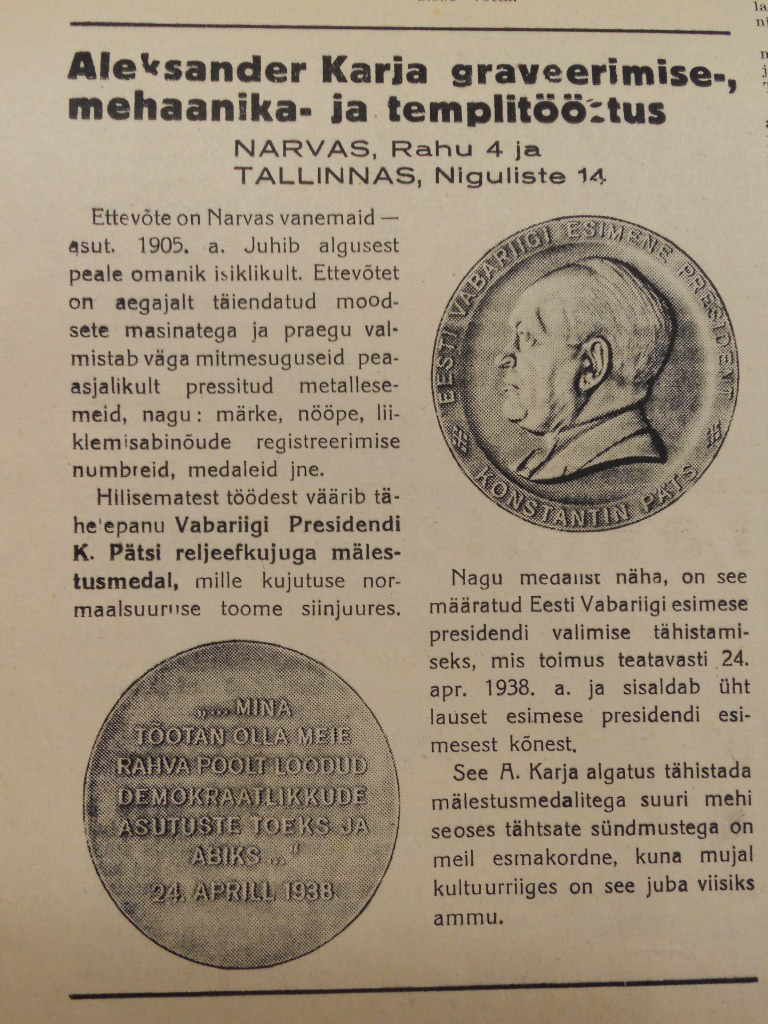 Aleksander Karja graveerimise-,
mehaanika- ja templitööstus
NARVAS, Rahu 4 ja
TALLINNAS, Niguliste 14
Ettevõte on Narvas vanemaid —
asut. 1905. a. Juhib algusest
peale omanik isiklikult. Ettevõtet
on aegajalt täiendatud mood-
sete masinatega ja praegu val-
mistab väga mitmesuguseid pea-
asjalikult pressitud metallese-
meid, nagu: märke, nööpe, lii-
klemisabinõude registreerimise
numbreid, medaleid jne.
Hilisematest töödest väärib tä-
helepanu Vabariigi Presidendi
K. Pätsi reljeefkujuga mäles-
tusmedal, mille kujutuse nor-
maalsuuruse toome siinjuures.
„...MINA
TÕOTAN OLLA MEIE
RAHVA POOLT LOODUD
DEMOKRAATLIKKUDE
ASUTUSTE TOEKS JA
ABIKS..."
24. APRILL 1938
EESTI VABARIIGI ESIMENE PRESIDENT
KONSTANTIN PÄTS
Nagu medalist näha, on see
määratud Eesti Vabariigi esimese
presidendi valimise tähistami-
seks, mis toimus teatavasti 24.
apr. 1938. a. ja sisaldab üht
lauset esimese presidendi esi-
mesest kõnest.
See A. Karja algatus tähistada
mälestusmedalitega suuri mehi
seoses tähtsate sündmustega on
meil esmakordne, kuna mujal
kultuurriiges on see juba viisiks
ammu.